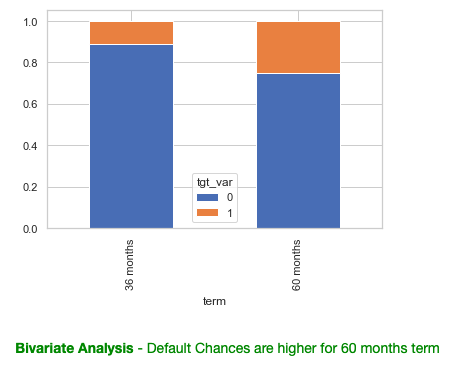 1.0
0.8
0.6
0.4
0.2
0.0
tgt_var
0
1
36 months
60 months
term
Bivariate Analysis - Default Chances are higher for 60 months term